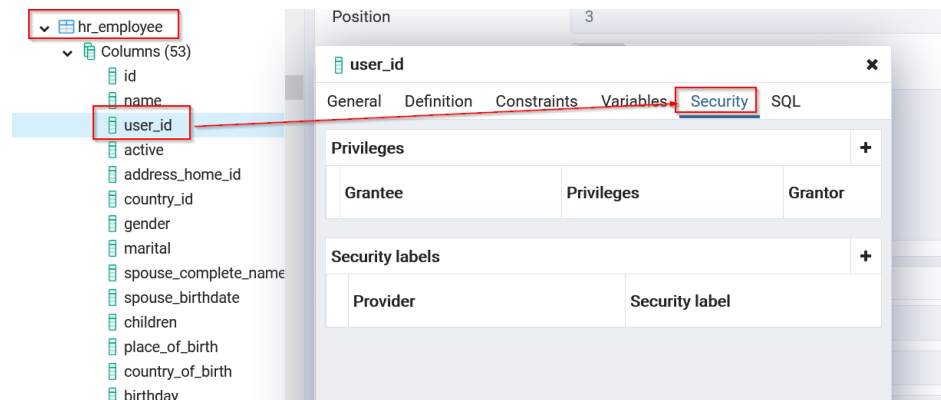 hr_employee
Columns (53)
id
name
user_id
active
address_home_id
country_id
gender
marital
spouse_complete_name
spouse_birthdate
children
place_of_birth
country_of_birth
birthday
Position 3
user_id
General Definition Constraints Variables Security SQL
Privileges
Grantee Privileges Grantor
Security labels
Provider Security label